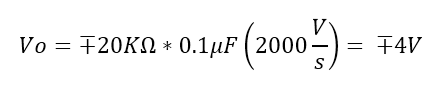 Vo = ∓20KΩ * 0.1μF (2000 V/s) = ∓4V